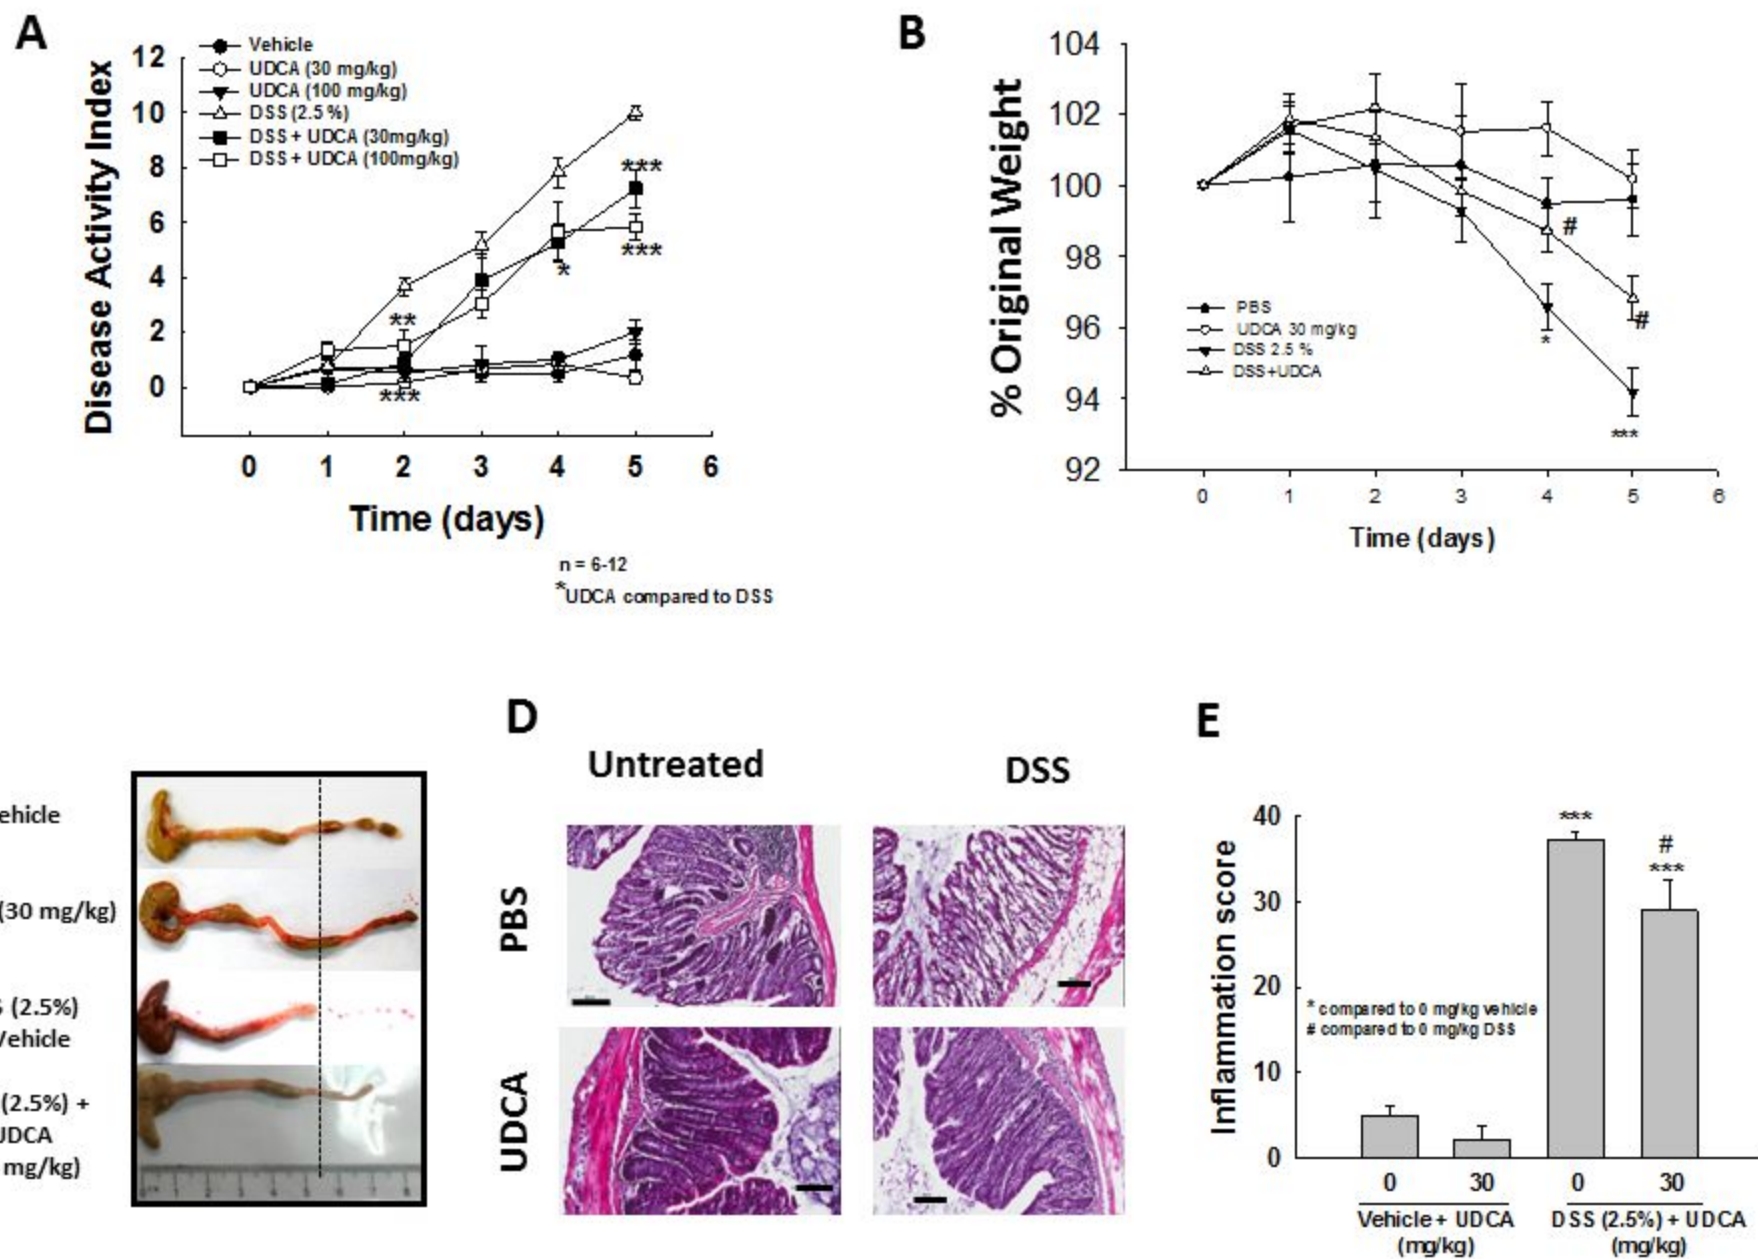 A
Disease Activity Index
12
10
8
6
4
2
0
Vehicle
UDCA (30 mg/kg)
UDCA (100 mg/kg)
DSS (2.5%)
DSS + UDCA (30mg/kg)
DSS + UDCA (100mg/kg)
***
***
*
**
***
0 1 2 3 4 5 6
Time (days)
n = 6-12
*UDCA compared to DSS
B
% Original Weight
104
102
100
98
96
94
92
PBS
UDCA 30 mg/kg
DSS 2.5 %
DSS+UDCA
#
#
*
***
0 1 2 3 4 5 6
Time (days)
ehicle
(30 mg/kg)
(2.5%)
Vehicle
(2.5%) +
UDCA
mg/kg)
D
Untreated DSS
PBS
UDCA
E
Inflammation score
40
30
20
10
0
***
#
***
* compared to 0 mg/kg vehicle
# compared to 0 mg/kg DSS
0 30 0 30
Vehicle + UDCA
(mg/kg)
DSS (2.5%) + UDCA
(mg/kg)